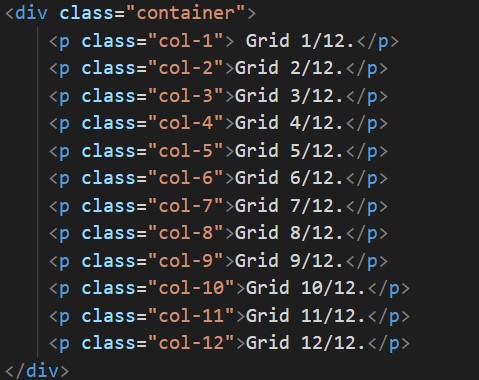 <div class="container">
<p class="col-1"> Grid 1/12.</p>
<p class="col-2">Grid 2/12.</p>
<p class="col-3">Grid 3/12.</p>
<p class="col-4">Grid 4/12.</p>
<p class="col-5">Grid 5/12.</p>
<p class="col-6">Grid 6/12.</p>
<p class="col-7">Grid 7/12.</p>
<p class="col-8">Grid 8/12.</p>
<p class="col-9">Grid 9/12.</p>
<p class="col-10">Grid 10/12.</p>
<p class="col-11">Grid 11/12.</p>
<p class="col-12">Grid 12/12.</p>
</div>